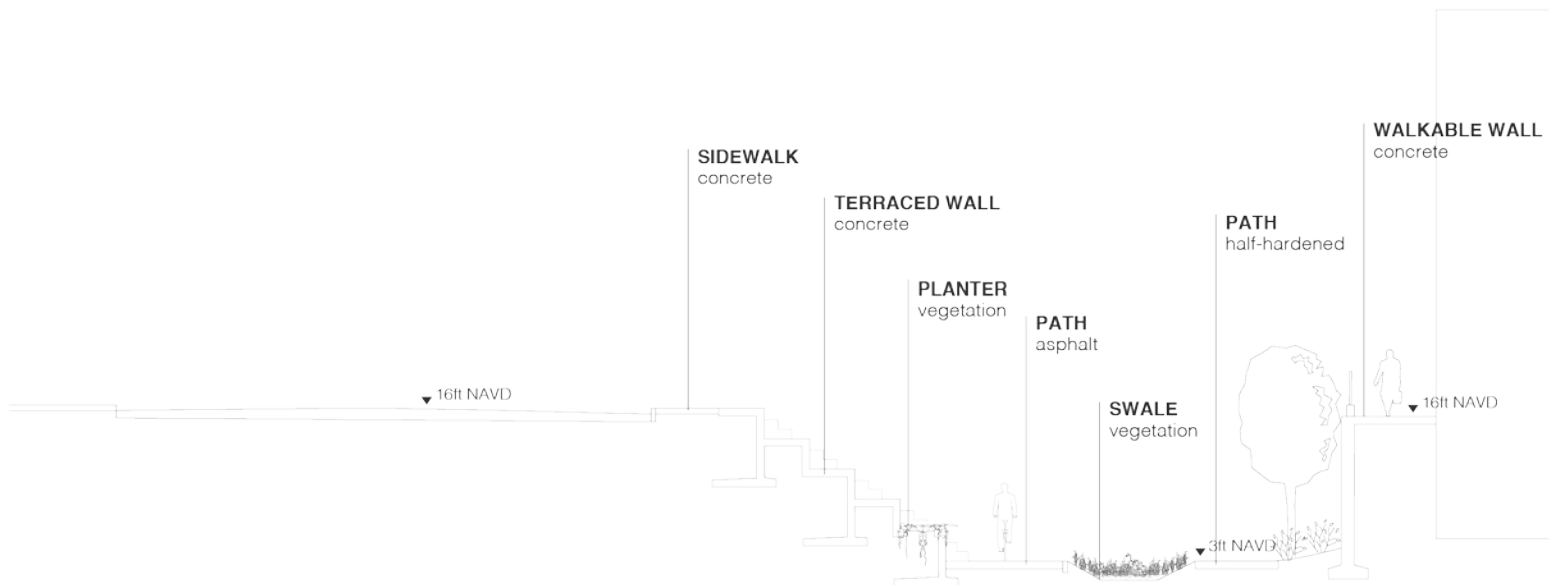 WALKABLE WALL
concrete
SIDEWALK
concrete
TERRACED WALL
concrete
PATH
half-hardened
PLANTER
vegetation
PATH
asphalt
16ft NAVD
SWALE
vegetation
16ft NAVD
3ft NAVD